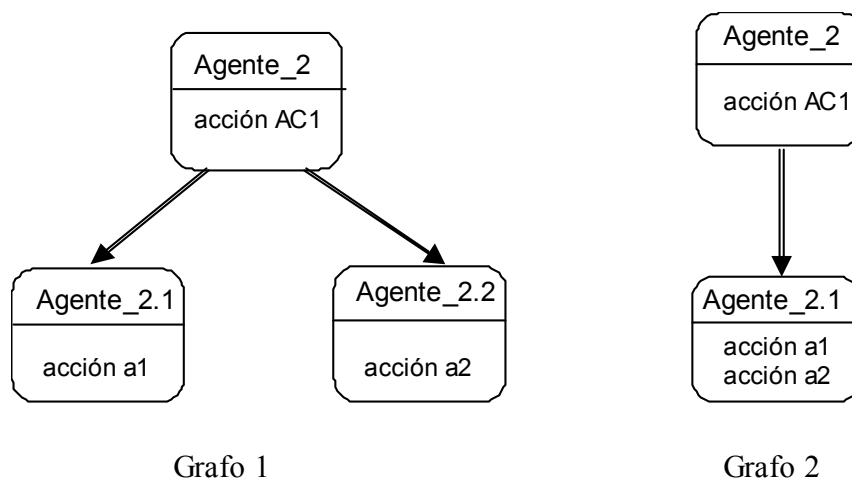 Agente_2
acción AC1
Agente_2.1
acción a1
Agente_2.2
acción a2
Grafo 1
Agente_2
acción AC1
Agente_2.1
acción a1
acción a2
Grafo 2